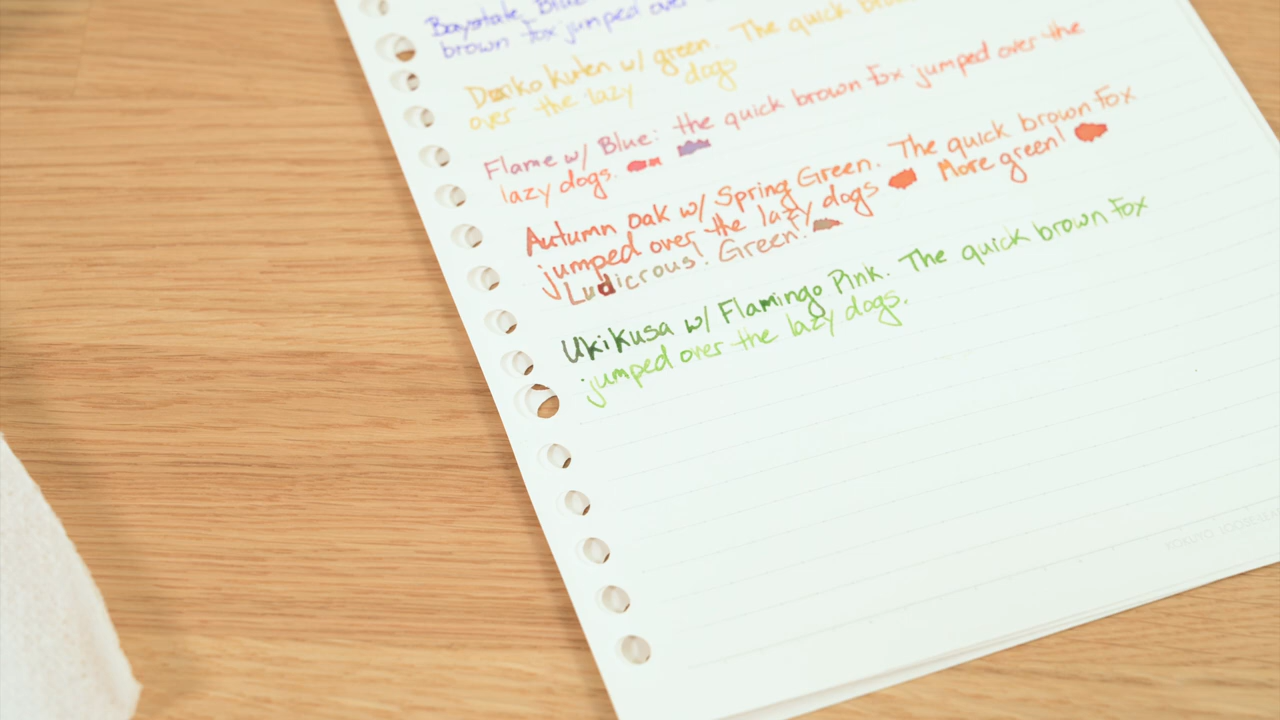 Baystate Blue
brown fox jumped over
w/ green. The quick brow
over the lazy dogs
Flame w/ Blue: the quick brown fox jumped over the
lazy dogs.
Autumn Oak w/ Spring Green. The quick brown fox
jumped over the lazy dogs More green!
Ludicrous! Green!
Ukikusa w/ Flamingo Pink. The quick brown fox
jumped over the lazy dogs.